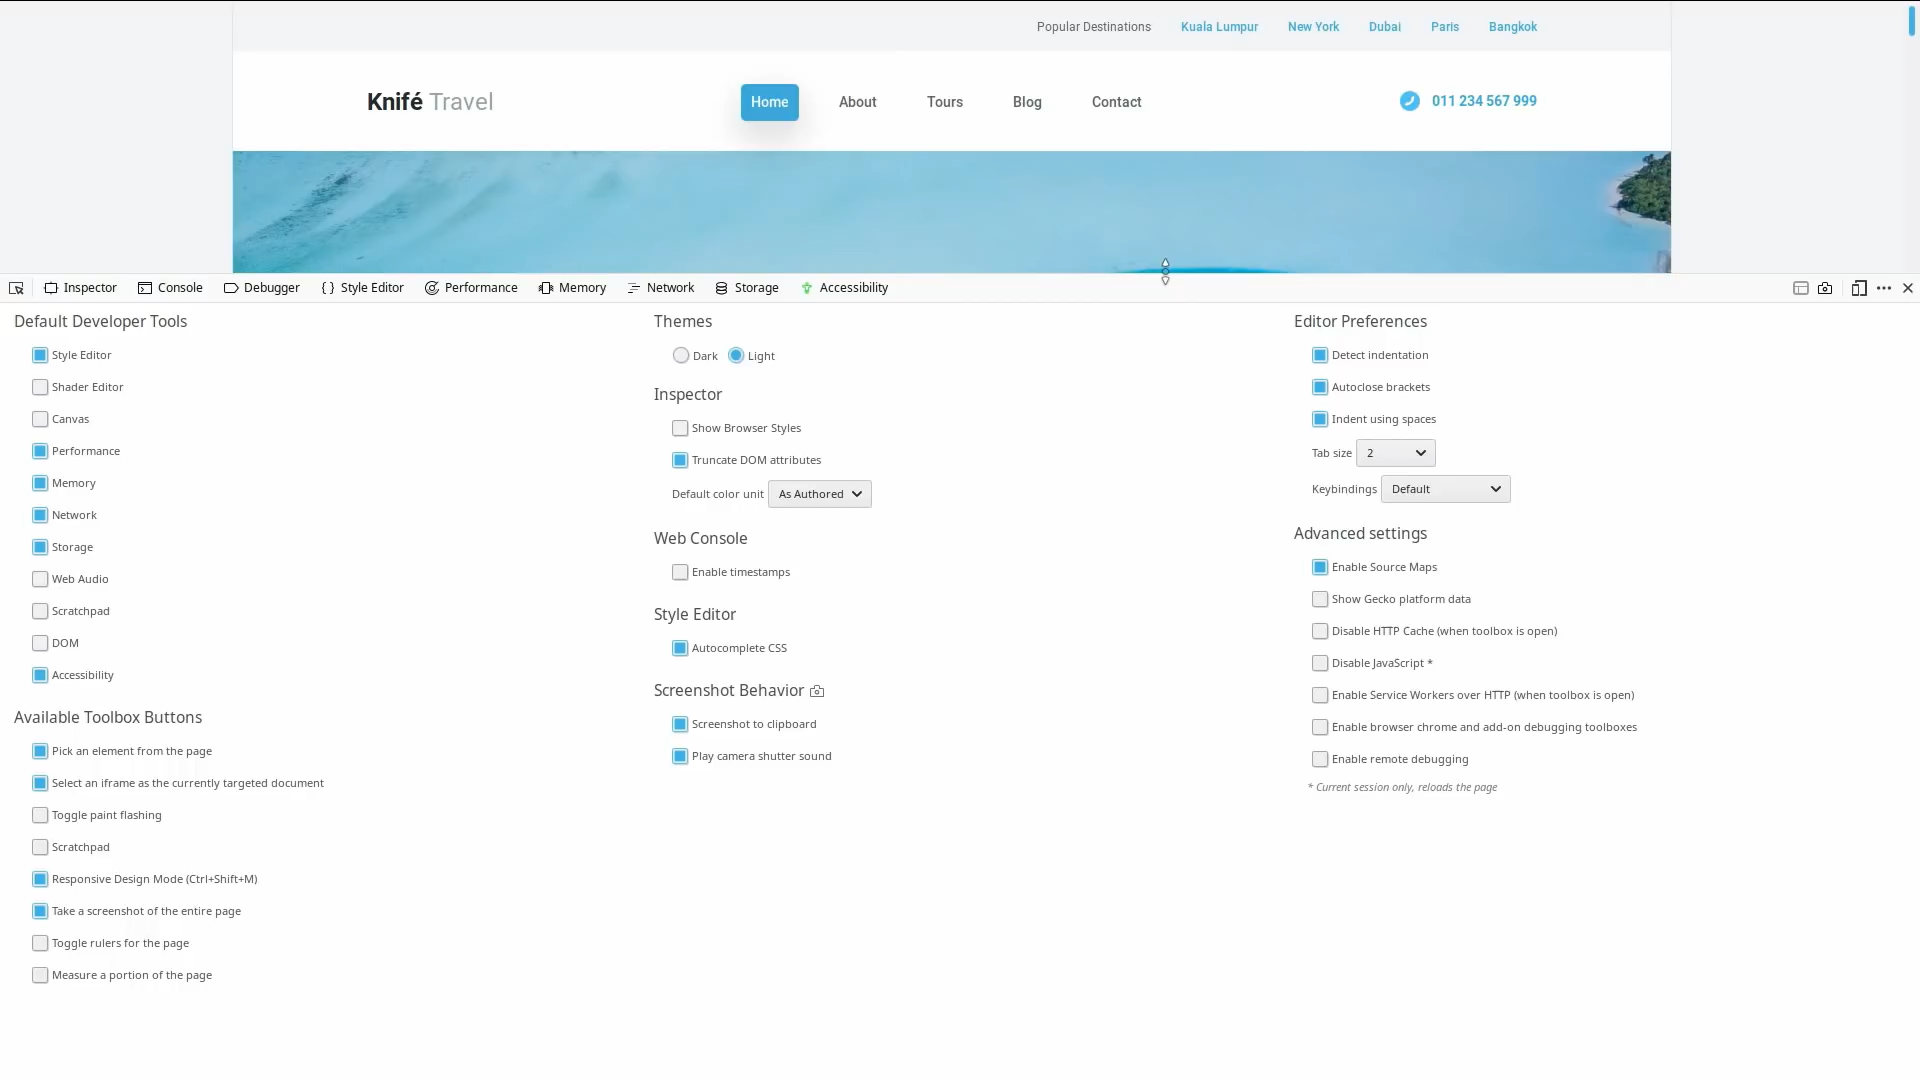 Popular Destinations Kuala Lumpur New York Dubai Paris Bangkok
Knifé Travel Home About Tours Blog Contact 011 234 567 999
Inspector Console Debugger Style Editor Performance Memory Network Storage Accessibility
Default Developer Tools
Style Editor
Shader Editor
Canvas
Performance
Memory
Network
Storage
Web Audio
Scratchpad
DOM
Accessibility
Available Toolbox Buttons
Pick an element from the page
Select an iframe as the currently targeted document
Toggle paint flashing
Scratchpad
Responsive Design Mode (Ctrl+Shift+M)
Take a screenshot of the entire page
Toggle rulers for the page
Measure a portion of the page
Themes
Dark Light
Inspector
Show Browser Styles
Truncate DOM attributes
Default color unit As Authored
Web Console
Enable timestamps
Style Editor
Autocomplete CSS
Screenshot Behavior
Screenshot to clipboard
Play camera shutter sound
Editor Preferences
Detect indentation
Autoclose brackets
Indent using spaces
Tab size 2
Keybindings Default
Advanced settings
Enable Source Maps
Show Gecko platform data
Disable HTTP Cache (when toolbox is open)
Disable JavaScript *
Enable Service Workers over HTTP (when toolbox is open)
Enable browser chrome and add-on debugging toolboxes
Enable remote debugging
* Current session only, reloads the page